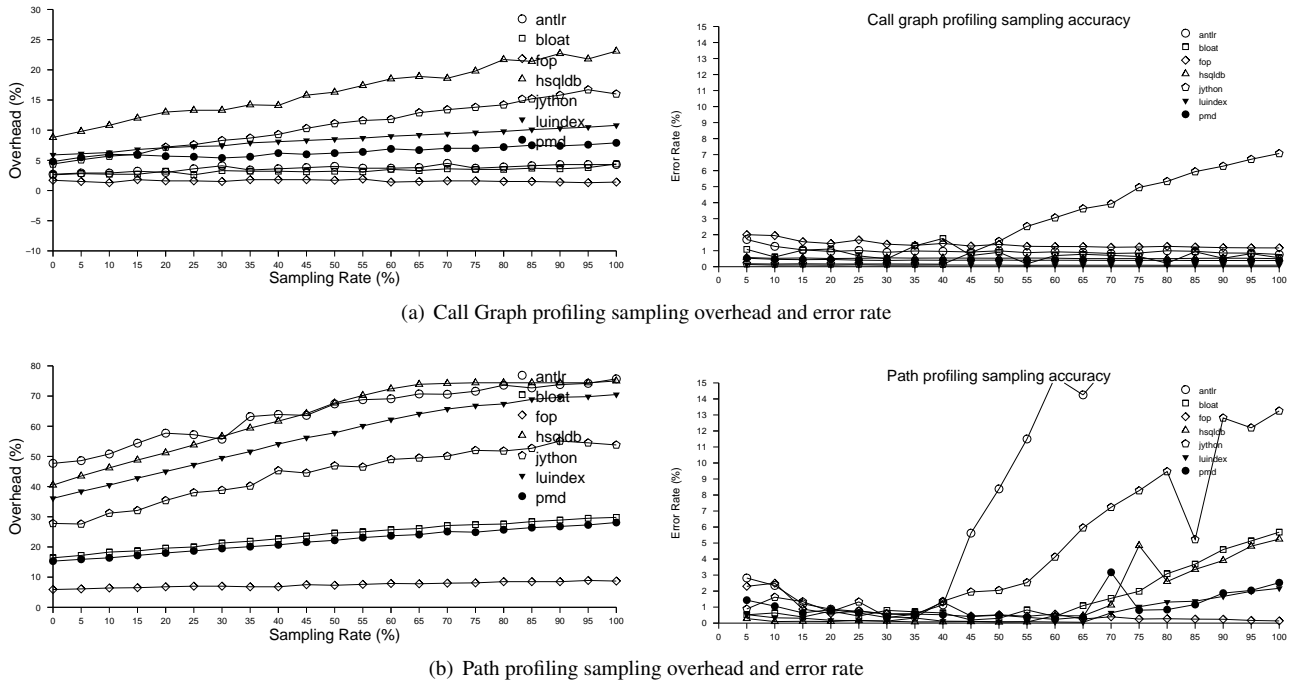 30
25
20
15
10
5
0
−5
−10
Overhead (%)
0 5 10 15 20 25 30 35 40 45 50 55 60 65 70 75 80 85 90 95 100
Sampling Rate (%)
antlr
bloat
fop
hsqldb
jython
luindex
pmd
Call graph profiling sampling accuracy
15
14
13
12
11
10
9
8
7
6
5
4
3
2
1
0
Error Rate (%)
0 5 10 15 20 25 30 35 40 45 50 55 60 65 70 75 80 85 90 95 100
antlr
bloat
fop
hsqldb
jython
luindex
pmd
(a) Call Graph profiling sampling overhead and error rate
80
70
60
50
40
30
20
10
0
Overhead (%)
0 5 10 15 20 25 30 35 40 45 50 55 60 65 70 75 80 85 90 95 100
Sampling Rate (%)
antlr
bloat
fop
hsqldb
jython
luindex
pmd
Path profiling sampling accuracy
15
14
13
12
11
10
9
8
7
6
5
4
3
2
1
0
Error Rate (%)
0 5 10 15 20 25 30 35 40 45 50 55 60 65 70 75 80 85 90 95 100
antlr
bloat
fop
hsqldb
jython
luindex
pmd
(b) Path profiling sampling overhead and error rate